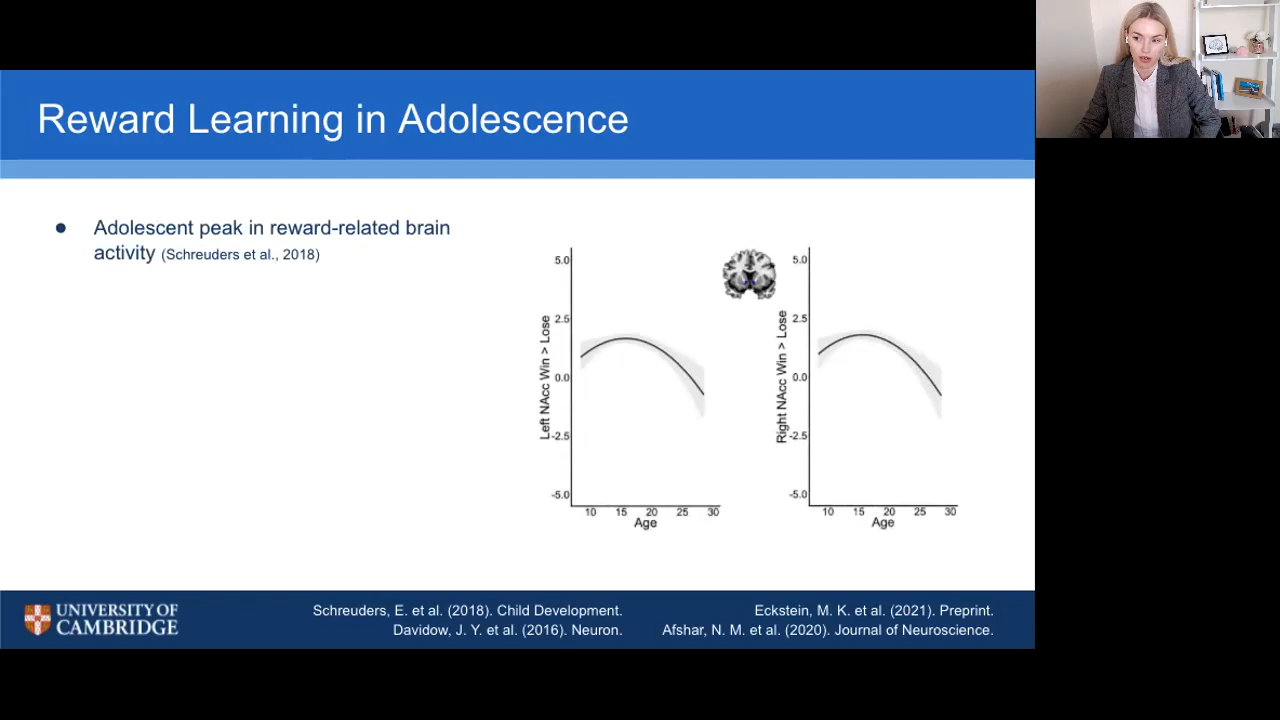 Reward Learning in Adolescence
● Adolescent peak in reward-related brain
activity (Schreuders et al., 2018)
Left NAcc Win > Lose
5.0
2.5
0.0
-2.5
-5.0
10 15 20 25 30
Age
Right NAcc Win > Lose
5.0
2.5
0.0
-2.5
-5.0
10 15 20 25 30
Age
UNIVERSITY OF
CAMBRIDGE
Schreuders, E. et al. (2018). Child Development.
Davidow, J. Y. et al. (2016). Neuron.
Eckstein, M. K. et al. (2021). Preprint.
Afshar, N. M. et al. (2020). Journal of Neuroscience.